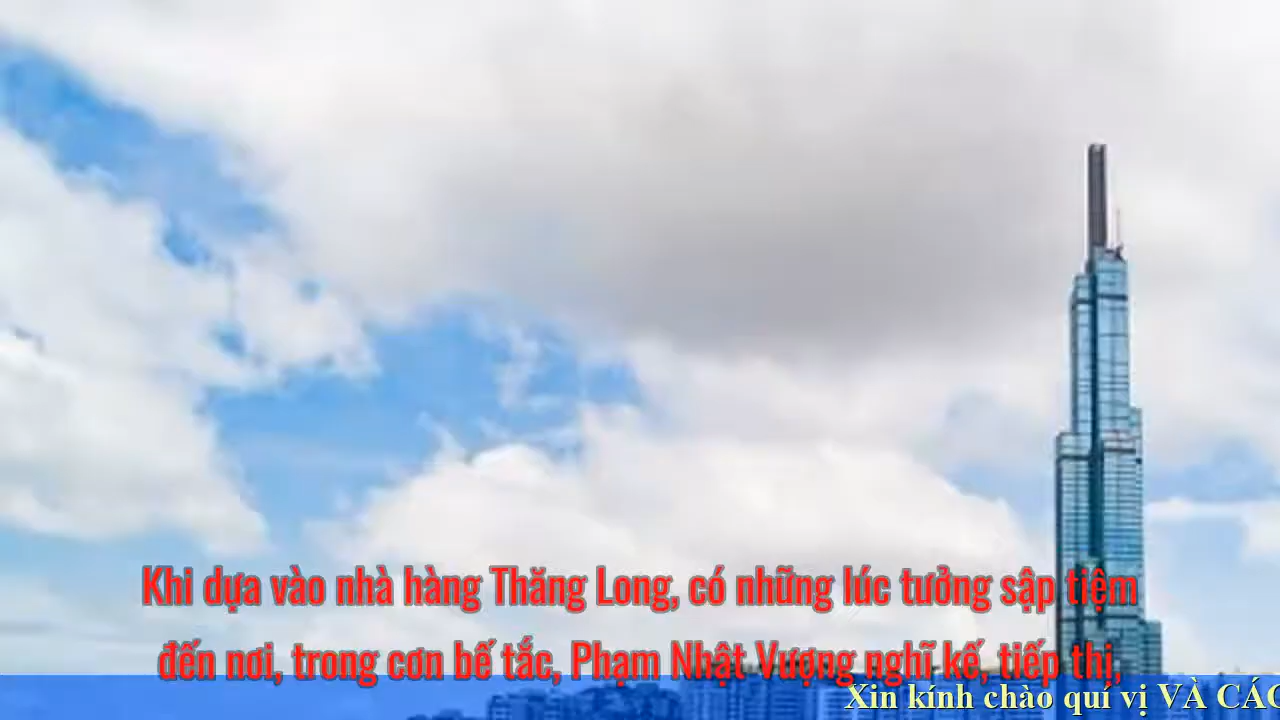 Khi dựa vào nhà hàng Thăng Long, có những lúc tưởng sập tiệm
đến nơi, trong cơn bế tắc, Phạm Nhật Vượng nghĩ kế, tiếp thị,
Xin kính chào quí vị VÀ CÁC